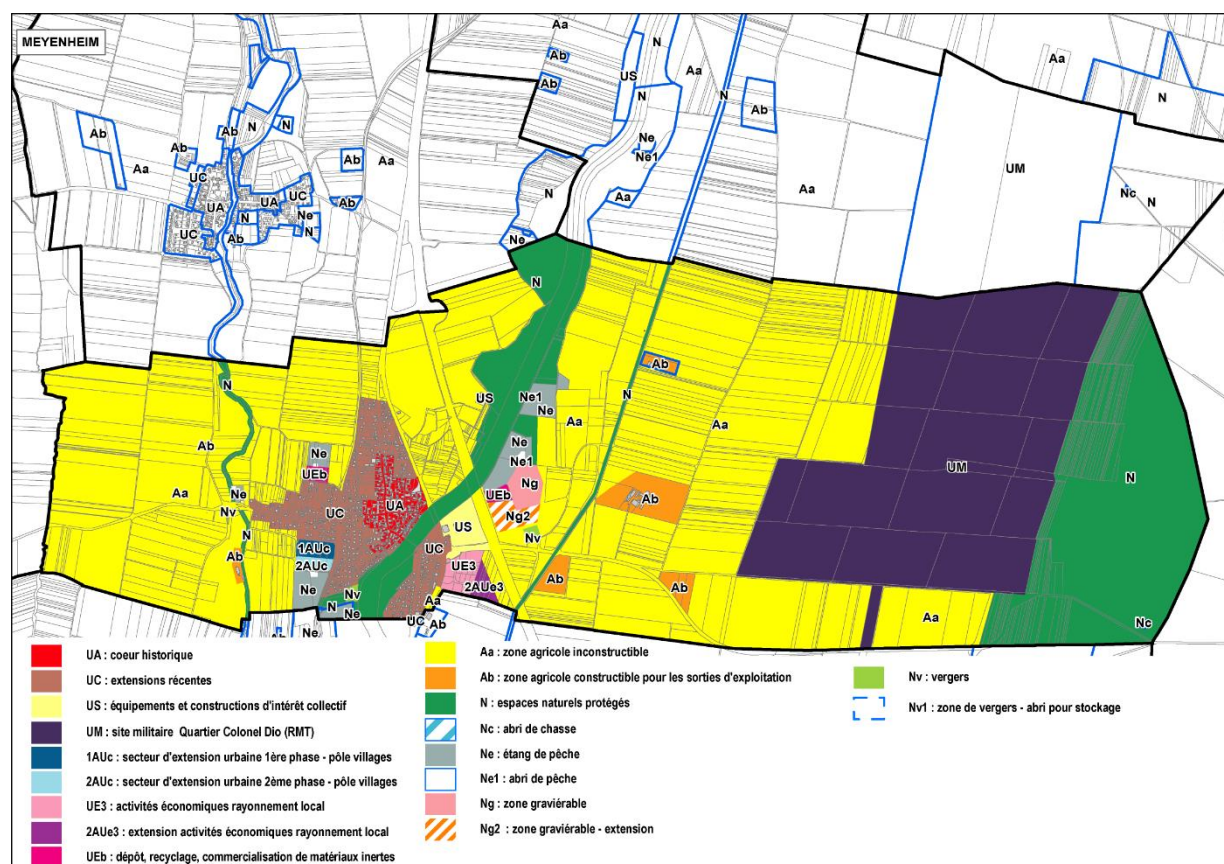 MEYENHEIM
Aa
N
Aa
Ab
US
Aa
Ab
N
N
Ab
N
Ab
Ab
N
N
Ne
Ne1
UM
Ab
Aa
Ab
Aa
Aa
UC
Nc
N
UA
UA
UC
N
Aa
N
Ab
Ne
UC
Ab
N
Ne
N
N
Ab
N
Ne1
US
Ne
N
Aa
Aa
Ab
Ne
Ne
UM
N
UEb
Ne1
Aa
Ng
Ab
Ne
UEb
Nv
UC
UA
Ng2
US
N
1AUc
Nv
UC
Ab
2AUc
UE3
Ab
Ab
2AUe3
Ne
Nv
Aa
N
Ne
Aa
UC
Ab
Nc
Ab
Ne
UA : coeur historique
UC : extensions récentes
US : équipements et constructions d'intérêt collectif
UM : site militaire Quartier Colonel Dio (RMT)
1AUc : secteur d'extension urbaine 1ère phase - pôle villages
2AUc : secteur d'extension urbaine 2ème phase - pôle villages
UE3 : activités économiques rayonnement local
2AUe3 : extension activités économiques rayonnement local
UEb : dépôt, recyclage, commercialisation de matériaux inertes
Aa : zone agricole inconstructible
Ab : zone agricole constructible pour les sorties d'exploitation
N : espaces naturels protégés
Nc : abri de chasse
Ne : étang de pêche
Ne1 : abri de pêche
Ng : zone graviérable
Ng2 : zone graviérable - extension
Nv : vergers
Nv1 : zone de vergers - abri pour stockage